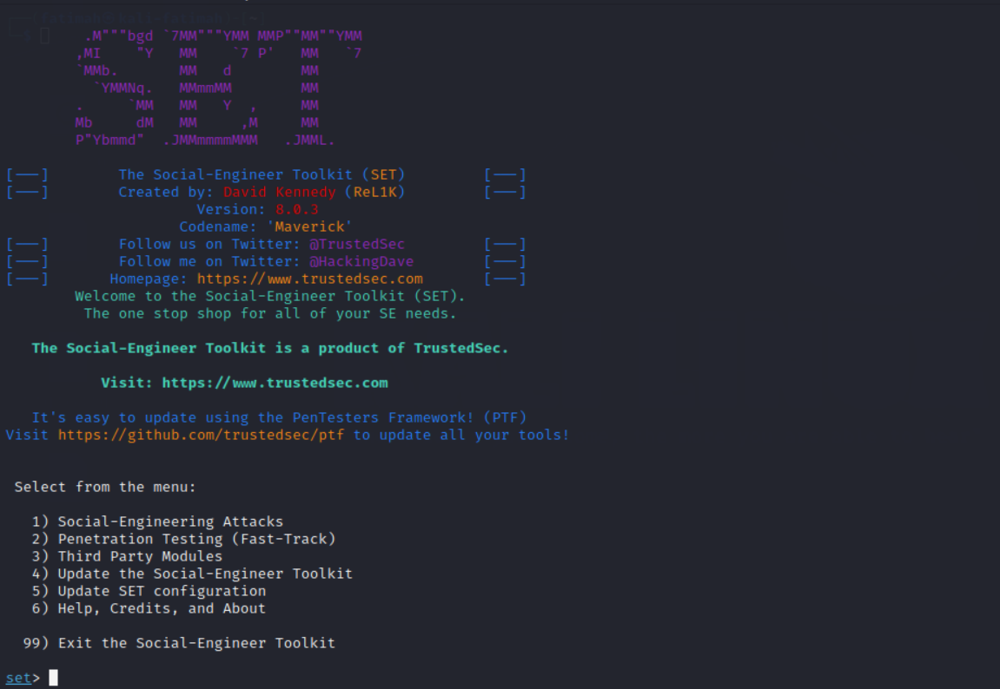 .M"""bgd `7MM"""YMM MMP""MM""YMM
,MI "Y MM `7 P' MM `7
`MMb. MM d MM
`YMMNq. MMmmMM MM
. `MM MM Y , MM
Mb dM MM ,M MM
P"Ybmmd" .JMMmmmmMMM .JMML.
[---] The Social-Engineer Toolkit (SET) [---]
[---] Created by: David Kennedy (ReL1K) [---]
Version: 8.0.3
Codename: 'Maverick'
[---] Follow us on Twitter: @TrustedSec [---]
[---] Follow me on Twitter: @HackingDave [---]
[---] Homepage: https://www.trustedsec.com [---]
Welcome to the Social-Engineer Toolkit (SET).
The one stop shop for all of your SE needs.
The Social-Engineer Toolkit is a product of TrustedSec.
Visit: https://www.trustedsec.com
It's easy to update using the PenTesters Framework! (PTF)
Visit https://github.com/trustedsec/ptf to update all your tools!
Select from the menu:
1) Social-Engineering Attacks
2) Penetration Testing (Fast-Track)
3) Third Party Modules
4) Update the Social-Engineer Toolkit
5) Update SET configuration
6) Help, Credits, and About
99) Exit the Social-Engineer Toolkit
set>